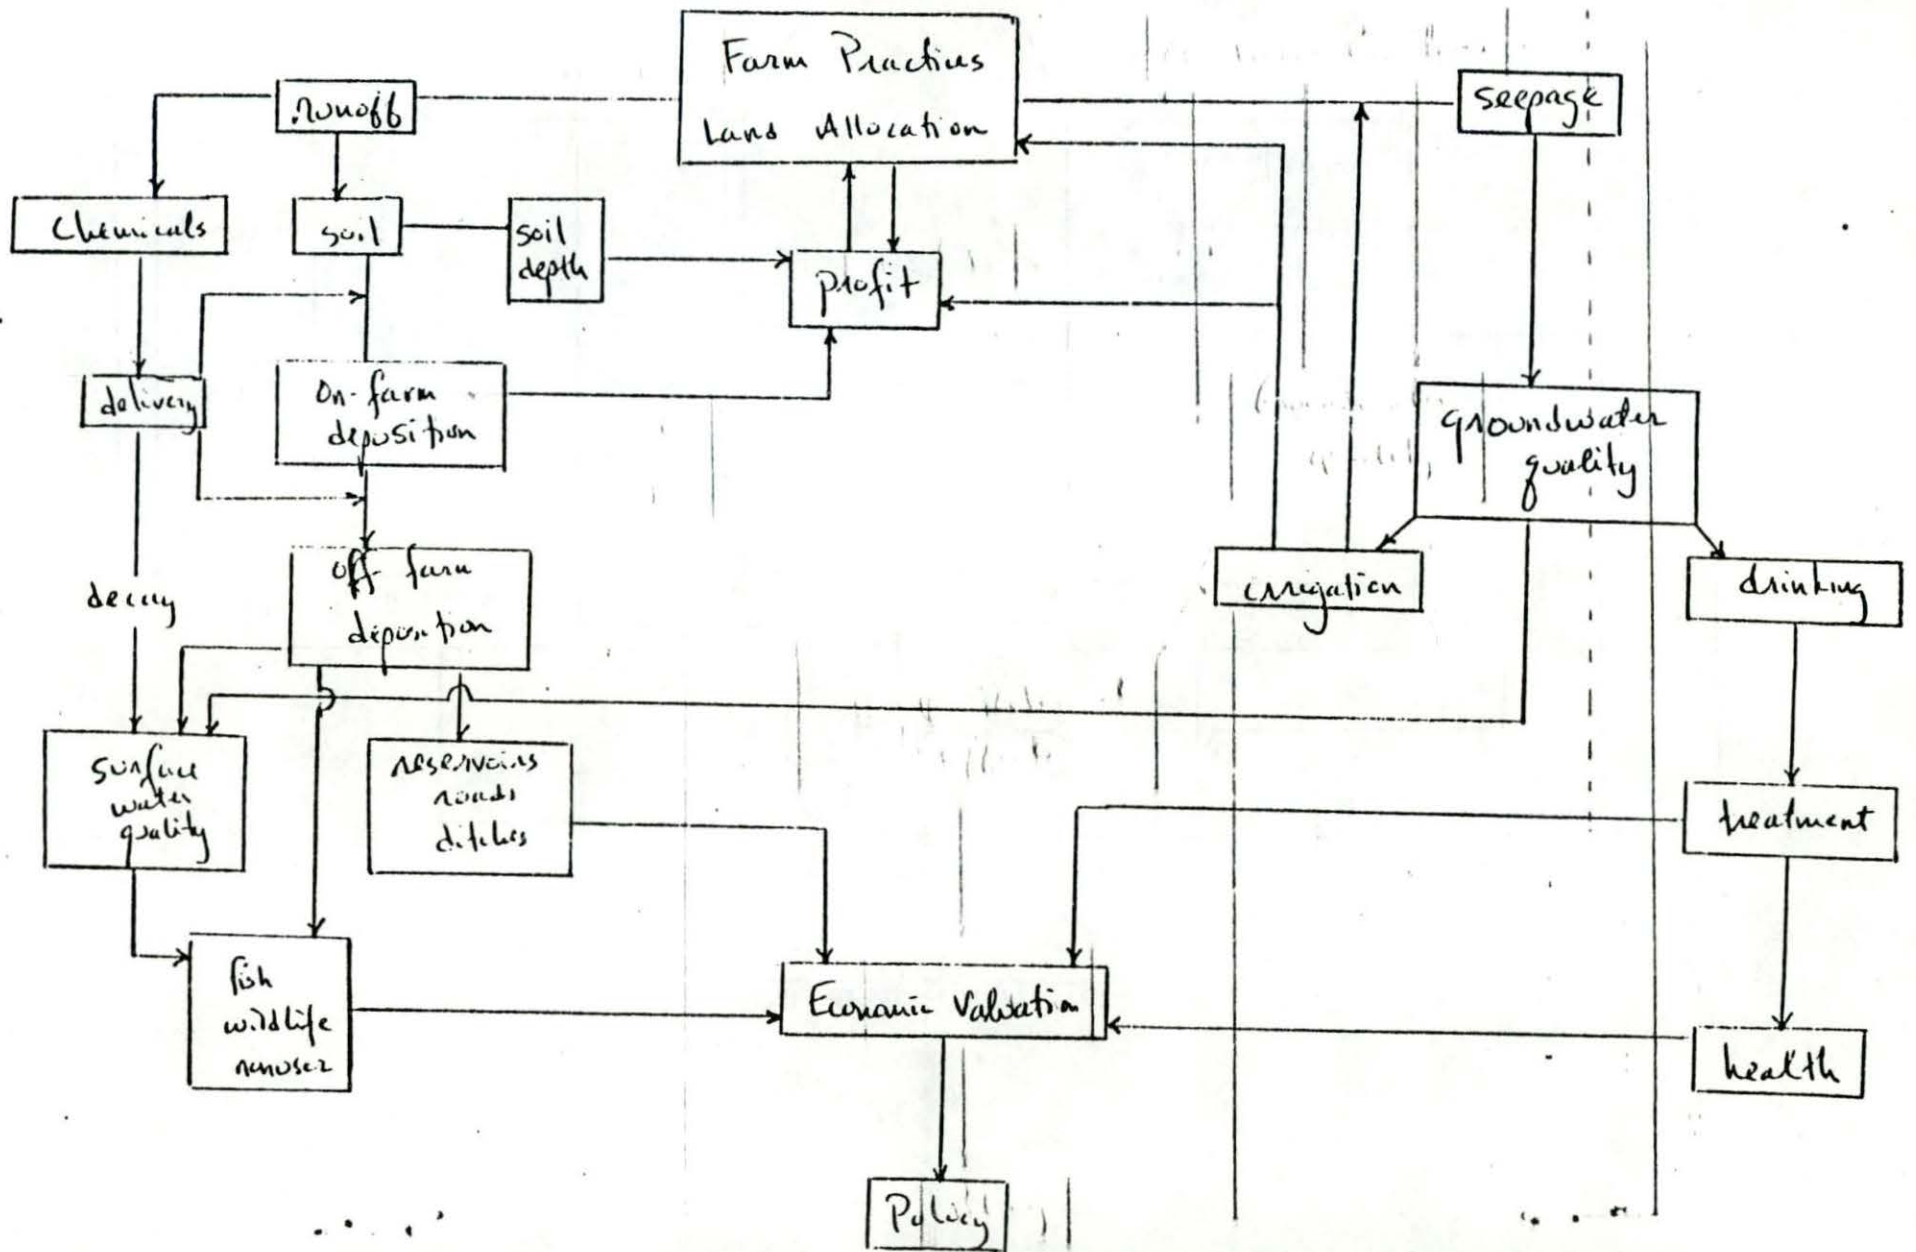 Farm Practices
Land Allocation
runoff
seepage
Chemicals
soil
soil
depth
profit
delivery
On-farm
deposition
groundwater
quality
irrigation
drinking
off-farm
deposition
decay
surface
water
quality
reservoirs
roads
ditches
treatment
fish
wildlife
Economic Valuation
health
Policy